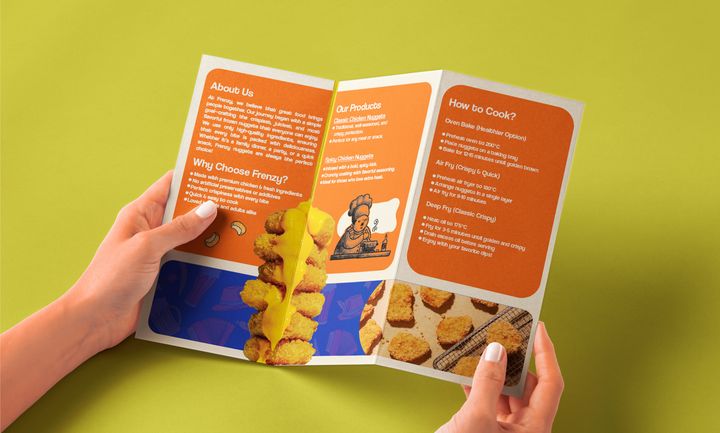 About Us
At Frenzy, we believe that great food brings
people together. Our journey began with a simple
goal—crafting the crispiest, juiciest, and most
flavorful frozen nuggets that everyone can enjoy.
We use only high-quality ingredients, ensuring
that every bite is packed with deliciousness.
Whether it's a family dinner, a party, or a quick
snack, Frenzy nuggets are always the perfect
choice!
Why Choose Frenzy?
Made with premium chicken & fresh ingredients
No artificial preservatives or additives
Perfect crispiness with every bite
Quick & easy to cook
Loved and adults alike
Our Products
Classic Chicken Nuggets
Traditional, well-seasoned, and
crispy perfection.
Perfect for any meal or snack.
Spicy Chicken Nuggets
Infused with a bold, spicy kick.
Crunchy coating with flavorful seasoning.
Ideal for those who love extra heat.
How to Cook?
Oven Bake (Healthier Option)
Preheat oven to 200°C
Place nuggets on a baking tray
Bake for 12-15 minutes until golden brown
Air Fry (Crispy & Quick)
Preheat air fryer to 180°C
Arrange nuggets in a single layer
Air fry for 8-10 minutes
Deep Fry (Classic Crispy)
Heat oil to 175°C
Fry for 3-5 minutes until golden and crispy
Drain excess oil before serving
Enjoy with your favorite dips!